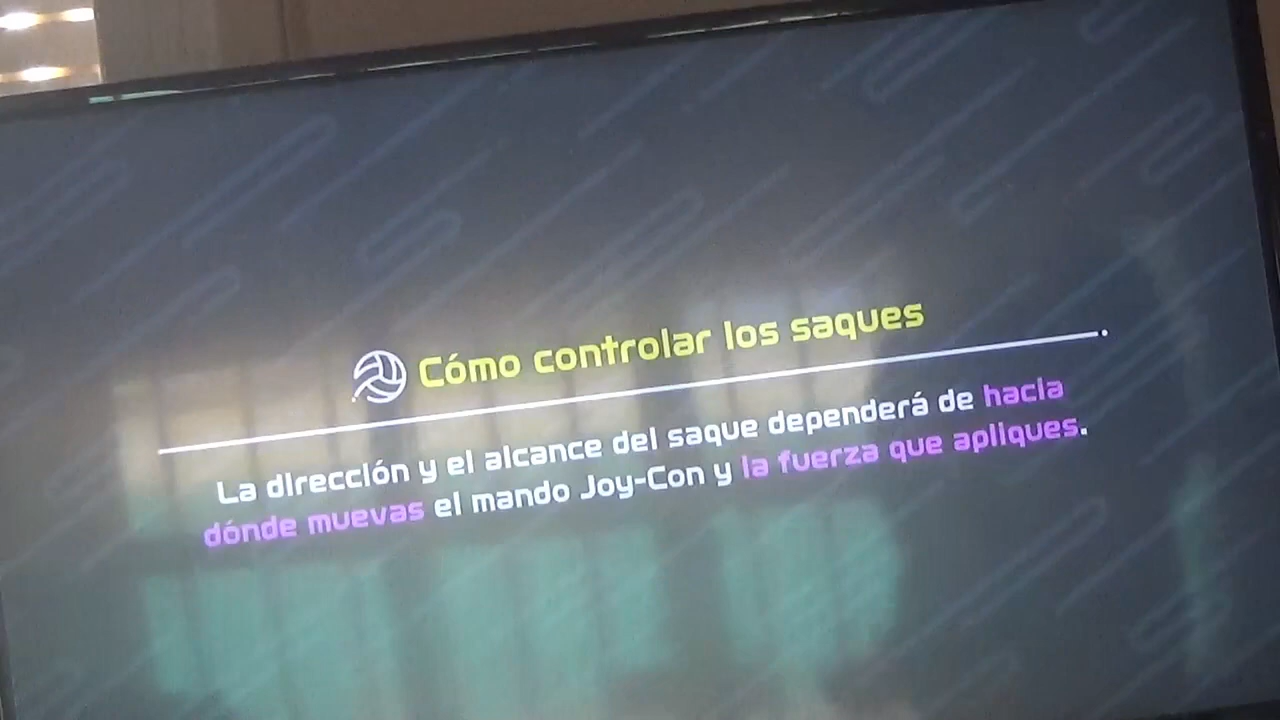 Cómo controlar los saques
La dirección y el alcance del saque dependerá de hacia
dónde muevas el mando Joy-Con y la fuerza que apliques.